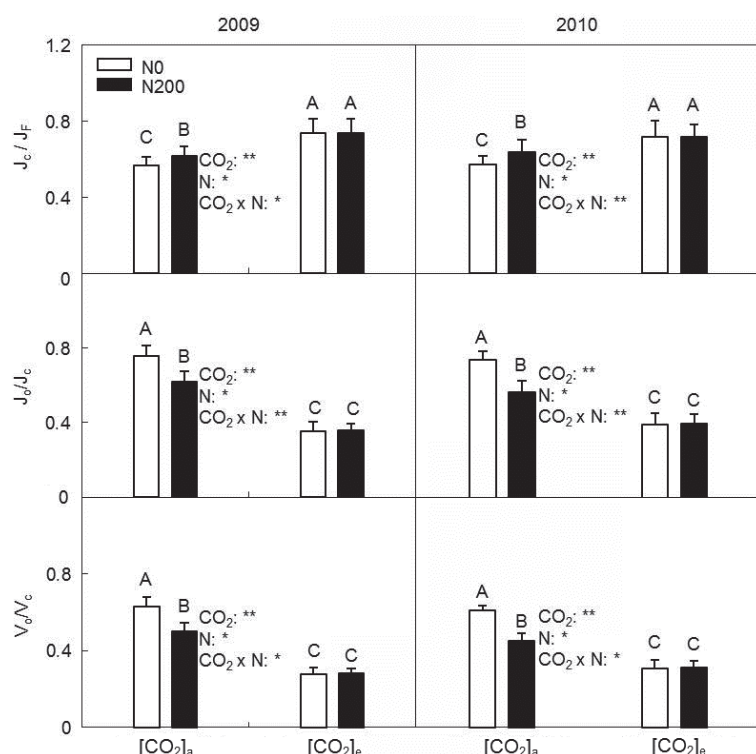 2009
2010
1.2
N0
N200
A A
A A
C B
C B
0.8
J_c / J_F
CO₂: **
N: *
CO₂ x N: *
CO₂: **
N: *
CO₂ x N: **
0.4
0
A
A
0.8
B
B
J_o/J_c
CO₂: **
N: *
CO₂ x N: **
CO₂: **
N: *
CO₂ x N: **
0.4
C C
C C
0
0.8
A
A
B
B
V_o/V_c
CO₂: **
N: *
CO₂ x N: *
CO₂: **
N: *
CO₂ x N: *
0.4
C C
C C
0
[CO₂]ₐ [CO₂]ₑ [CO₂]ₐ [CO₂]ₑ